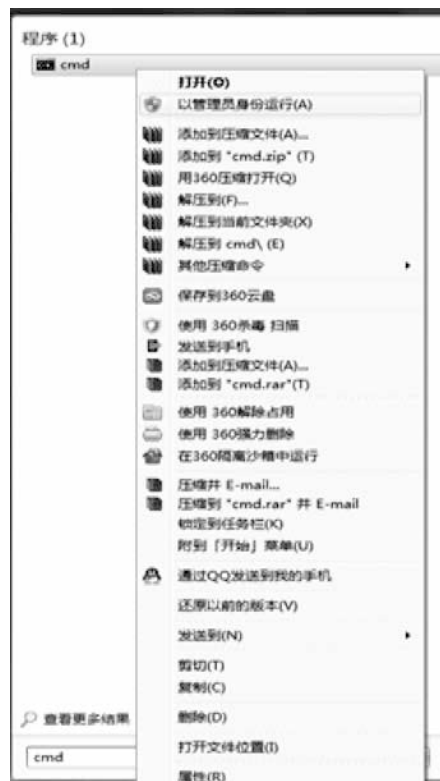 程序 (1)
cmd
打开(O)
以管理员身份运行(A)
添加到压缩文件(A)...
添加到 "cmd.zip" (T)
用360压缩打开(Q)
解压到(F)...
解压到当前文件夹(X)
解压到 cmd\ (E)
其他压缩命令
保存到360云盘
使用 360杀毒 扫描
发送到手机
添加到压缩文件(A)...
添加到 "cmd.rar"(T)
使用 360解除占用
使用 360强力删除
在360隔离沙箱中运行
压缩并 E-mail...
压缩到 "cmd.rar" 并 E-mail
锁定到任务栏(K)
附到「开始」菜单(U)
通过QQ发送到我的手机
还原以前的版本(V)
发送到(N)
剪切(T)
复制(C)
删除(D)
查看更多结果
打开文件位置(I)
cmd
属性(R)